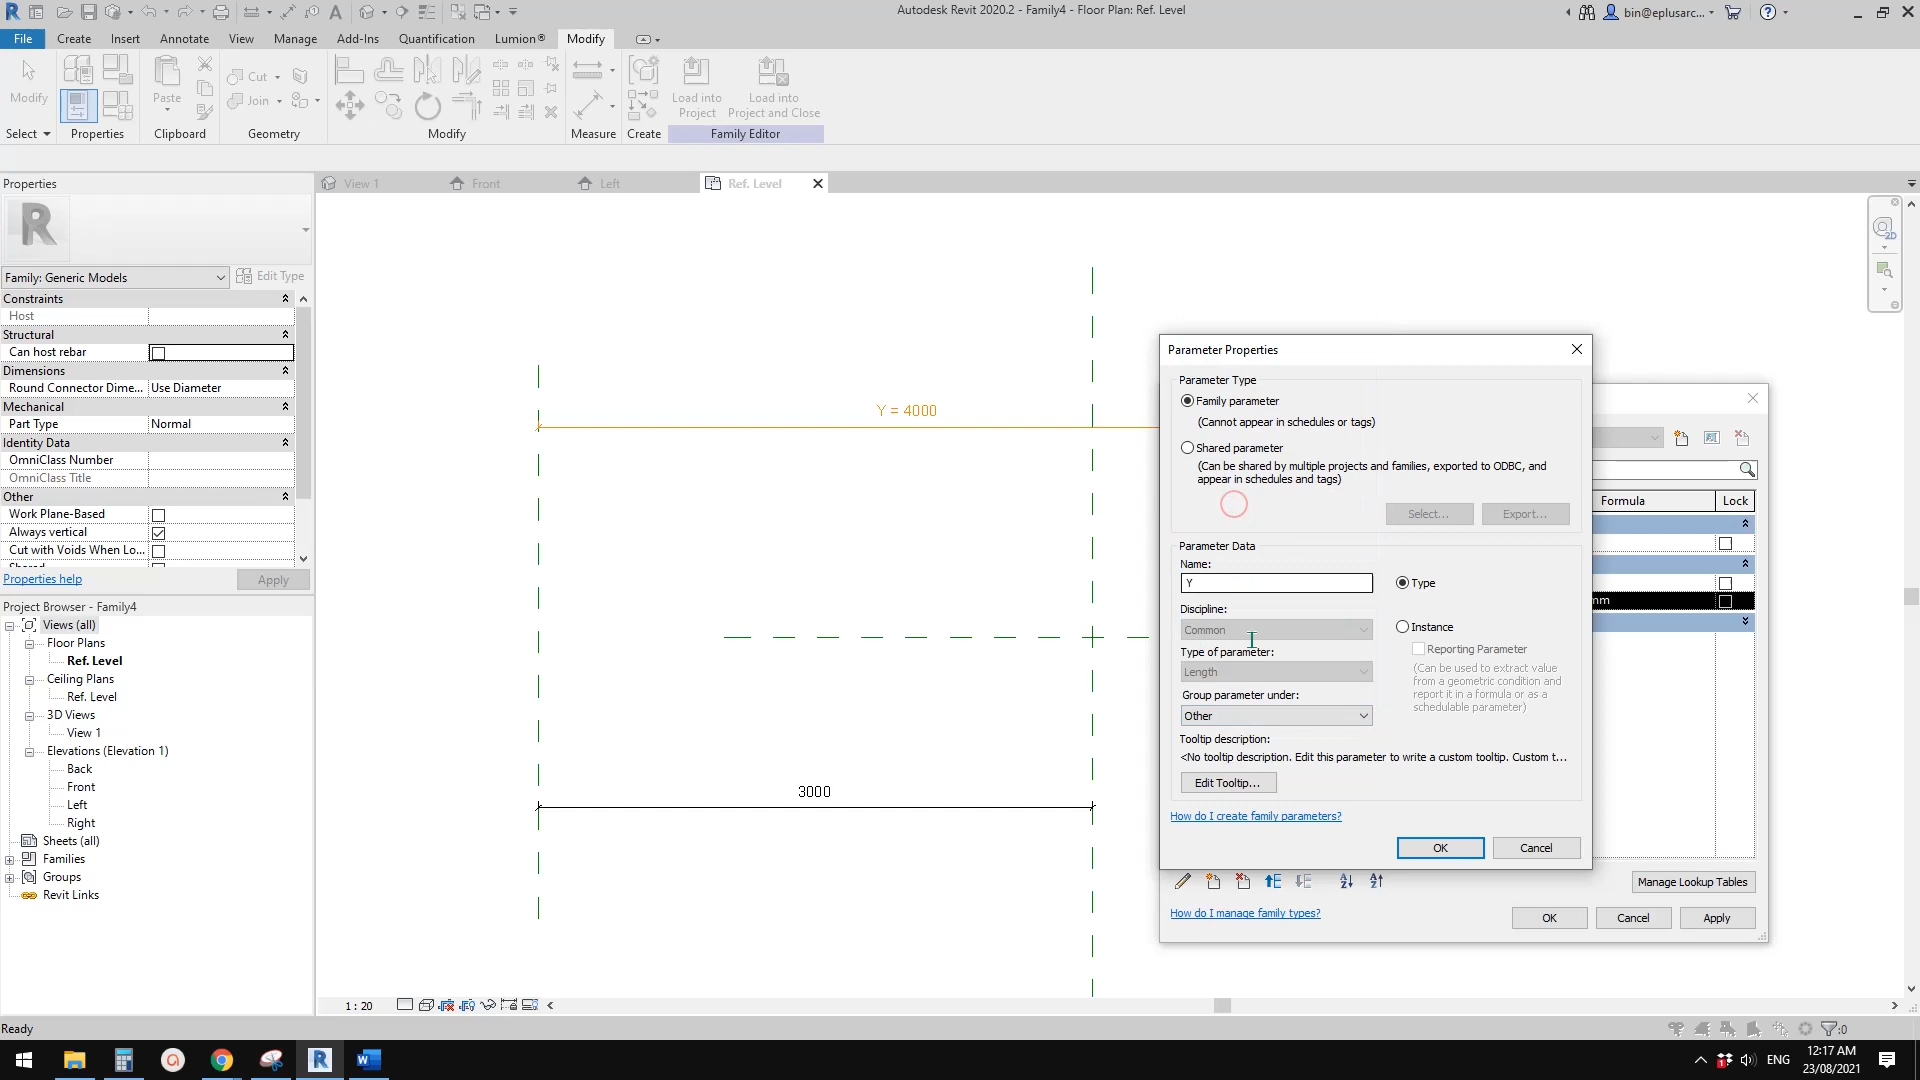 Autodesk Revit 2020.2 - Family4 - Floor Plan: Ref. Level
bin@eplusarc...
File Create Insert Annotate View Manage Add-Ins Quantification Lumion® Modify
Modify Paste Cut Join Load into Project Load into Project and Close
Select Properties Clipboard Geometry Modify Measure Create Family Editor
Properties
View 1 Front Left Ref. Level
Family: Generic Models Edit Type
Constraints
Host
Structural
Can host rebar
Dimensions
Round Connector Dime... Use Diameter
Mechanical
Part Type Normal
Identity Data
OmniClass Number
OmniClass Title
Other
Work Plane-Based
Always vertical
Cut with Voids When Lo...
Properties help Apply
Project Browser - Family4
Views (all)
Floor Plans
Ref. Level
Ceiling Plans
Ref. Level
3D Views
View 1
Elevations (Elevation 1)
Back
Front
Left
Right
Sheets (all)
Families
Groups
Revit Links
Y = 4000
3000
Parameter Properties
Parameter Type
Family parameter
(Cannot appear in schedules or tags)
Shared parameter
(Can be shared by multiple projects and families, exported to ODBC, and
appear in schedules and tags)
Select... Export...
Parameter Data
Name:
Y
Type
Discipline:
Common
Instance
Type of parameter:
Reporting Parameter
Length
(Can be used to extract value
from a geometric condition and
report it in a formula or as a
schedulable parameter)
Group parameter under:
Other
Tooltip description:
<No tooltip description. Edit this parameter to write a custom tooltip. Custom t...
Edit Tooltip...
How do I create family parameters?
OK Cancel
Formula Lock
mm
Manage Lookup Tables
How do I manage family types?
OK Cancel Apply
1 : 20
Ready
:0
ENG
12:17 AM
23/08/2021